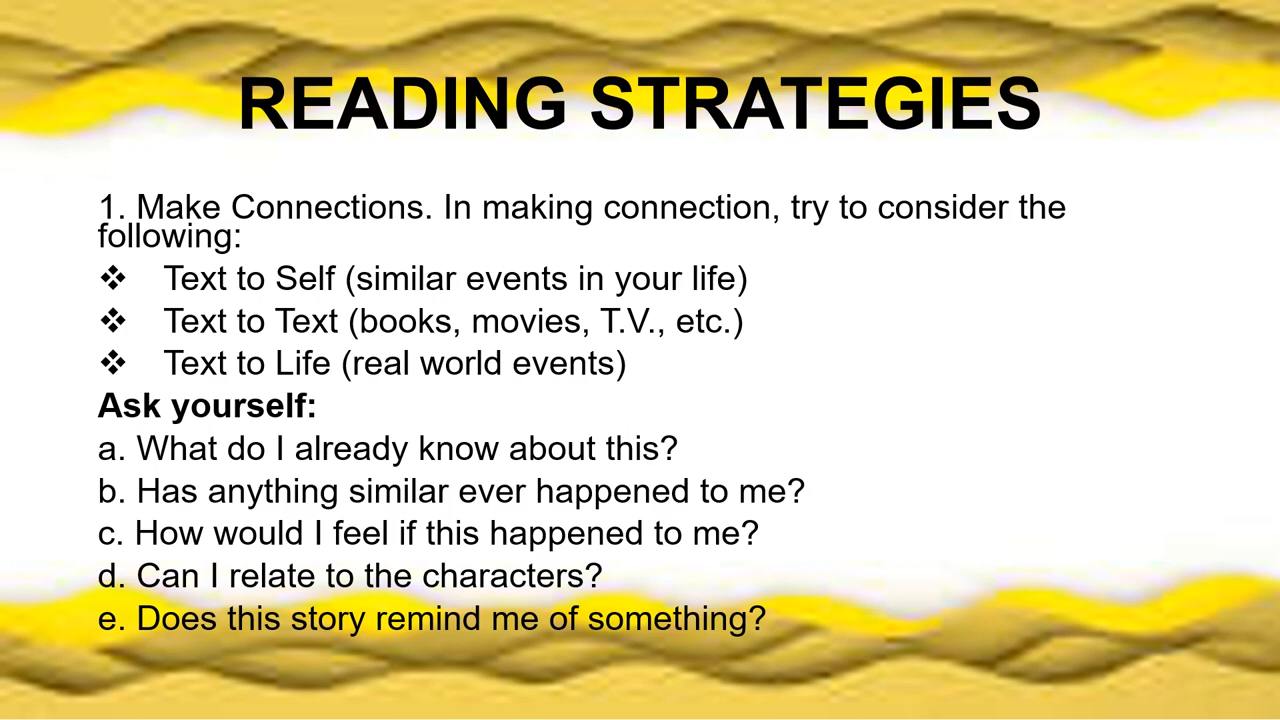 READING STRATEGIES
1. Make Connections. In making connection, try to consider the
following:
❖ Text to Self (similar events in your life)
❖ Text to Text (books, movies, T.V., etc.)
❖ Text to Life (real world events)
Ask yourself:
a. What do I already know about this?
b. Has anything similar ever happened to me?
c. How would I feel if this happened to me?
d. Can I relate to the characters?
e. Does this story remind me of something?